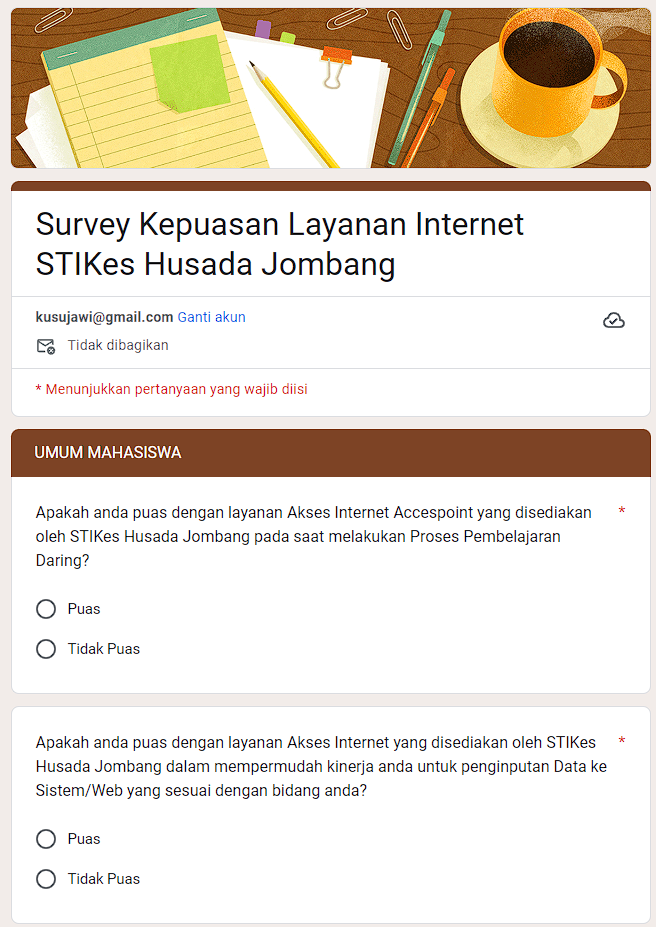 Survey Kepuasan Layanan Internet
STIKes Husada Jombang
kusujawi@gmail.com Ganti akun
Tidak dibagikan
* Menunjukkan pertanyaan yang wajib diisi
UMUM MAHASISWA
Apakah anda puas dengan layanan Akses Internet Accespoint yang disediakan *
oleh STIKes Husada Jombang pada saat melakukan Proses Pembelajaran
Daring?
Puas
Tidak Puas
Apakah anda puas dengan layanan Akses Internet yang disediakan oleh STIKes *
Husada Jombang dalam mempermudah kinerja anda untuk penginputan Data ke
Sistem/Web yang sesuai dengan bidang anda?
Puas
Tidak Puas